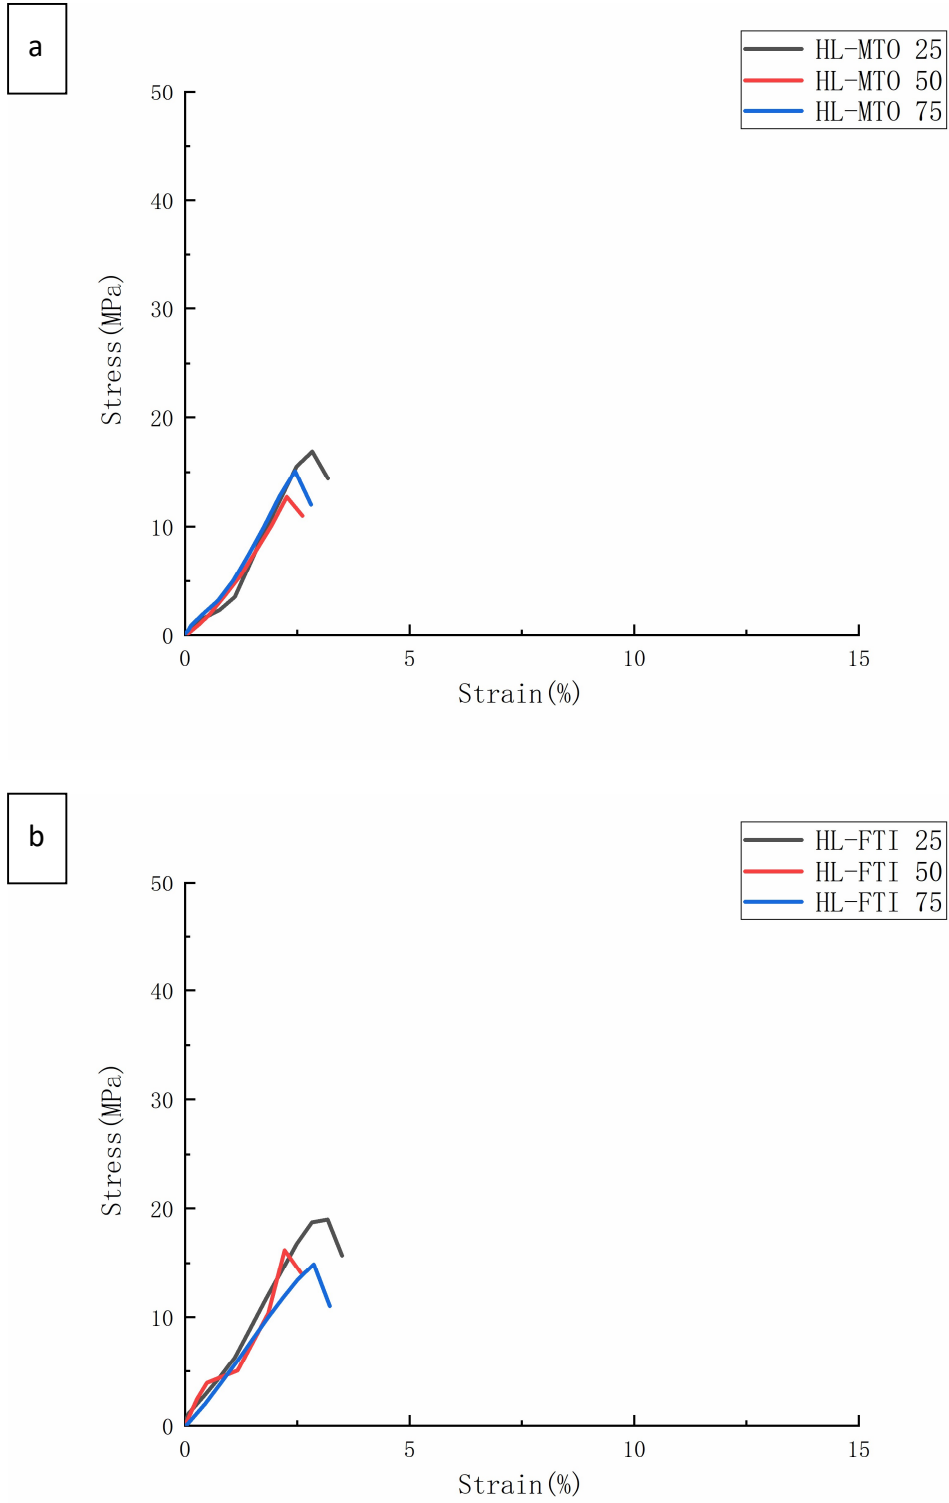 a
HL-MTO 25
HL-MTO 50
HL-MTO 75
50
40
30
20
10
0
Stress(MPa)
0 5 10 15
Strain(%)
b
HL-FTI 25
HL-FTI 50
HL-FTI 75
50
40
30
20
10
0
Stress(MPa)
0 5 10 15
Strain(%)